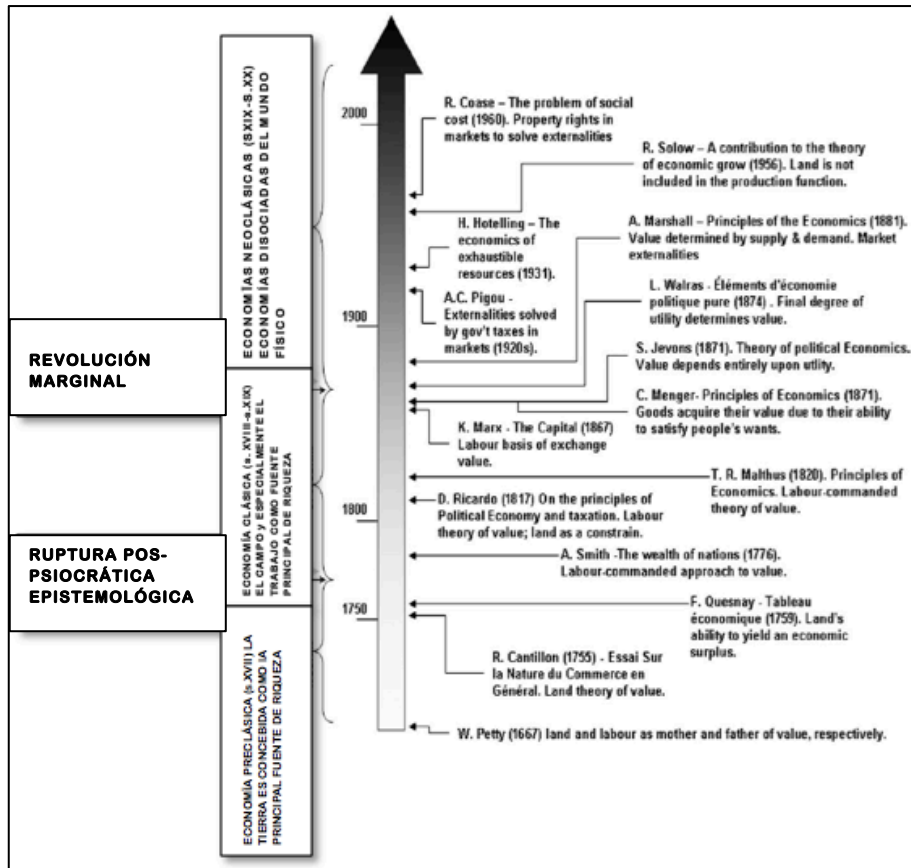 ECONOMÍAS NEOCLÁSICAS (SXIX-S.XX)
ECONOMÍAS DISOCIADAS DEL MUNDO
FÍSICO
REVOLUCIÓN
MARGINAL
ECONOMÍA CLÁSICA (s. XVIII-s.XIX)
EL CAMPO y ESPECIALMENTE EL
TRABAJO COMO FUENTE
PRINCIPAL DE RIQUEZA
RUPTURA POS-
PSIOCRÁTICA
EPISTEMOLÓGICA
ECONOMÍA PRECLÁSICA (s.XVII) LA
TIERRA ES CONCEBIDA COMO lA
PRINCIPAL FUENTE DE RIQUEZA
2000
1900
1800
1750
R. Coase – The problem of social
cost (1960). Property rights in
markets to solve externalities
R. Solow – A contribution to the theory
of economic grow (1956). Land is not
included in the production function.
H. Hotelling – The
economics of
exhaustible
resources (1931).
A. Marshall – Principles of the Economics (1881).
Value determined by supply & demand. Market
externalities
A.C. Pigou -
Externalities solved
by gov't taxes in
markets (1920s).
L. Walras - Éléments d'économie
politique pure (1874) . Final degree of
utility determines value.
S. Jevons (1871). Theory of political Economics.
Value depends entirely upon utlity.
C. Menger- Principles of Economics (1871).
Goods acquire their value due to their ability
to satisfy people's wants.
K. Marx - The Capital (1867)
Labour basis of exchange
value.
T. R. Malthus (1820). Principles of
Economics. Labour-commanded
theory of value.
D. Ricardo (1817) On the principles of
Political Economy and taxation. Labour
theory of value; land as a constrain.
A. Smith -The wealth of nations (1776).
Labour-commanded approach to value.
F. Quesnay - Tableau
économique (1759). Land's
ability to yield an economic
surplus.
R. Cantillon (1755) - Essai Sur
la Nature du Commerce en
Général. Land theory of value.
W. Petty (1667) land and labour as mother and father of value, respectively.